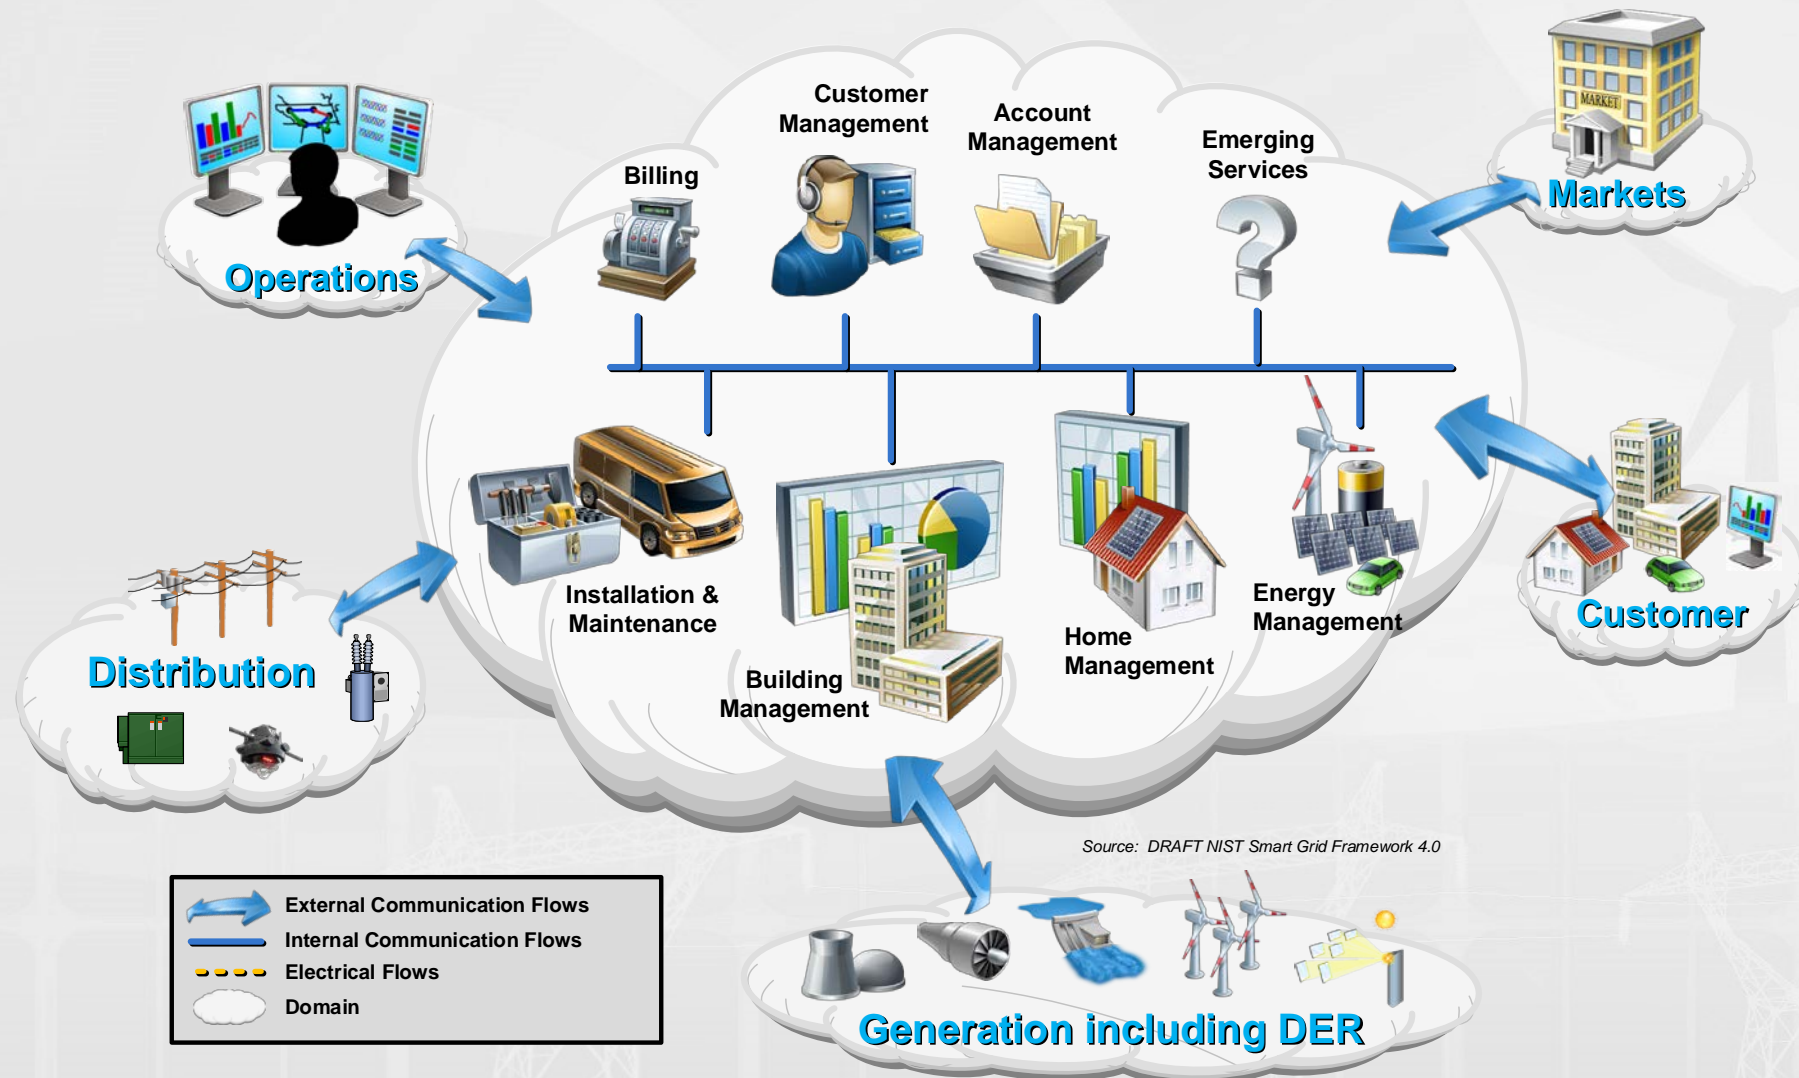 Customer
Management
Account
Management
Emerging
Services
Billing
MARKET
Markets
Operations
Installation &
Maintenance
Energy
Management
Home
Management
Building
Management
Customer
Distribution
Source:  DRAFT NIST Smart Grid Framework 4.0
External Communication Flows
Internal Communication Flows
Electrical Flows
Domain
Generation including DER